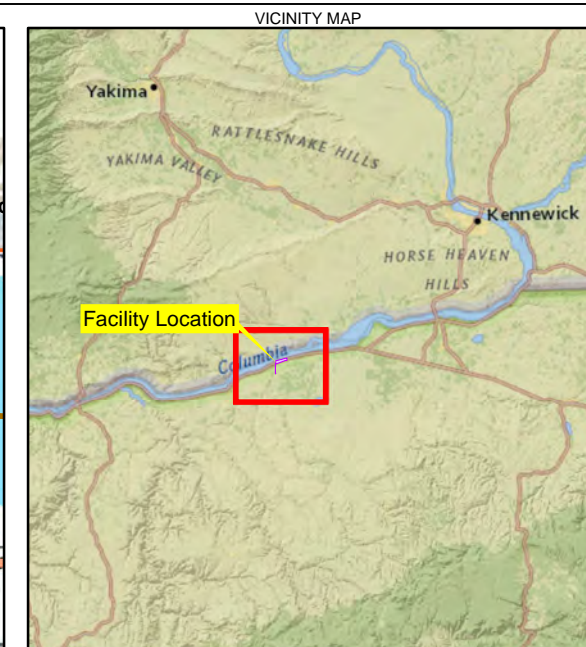 VICINITY MAP
Yakima
RATTLESNAKE HILLS
YAKIMA VALLEY
Kennewick
HORSE HEAVEN
HILLS
Facility Location
Columbia